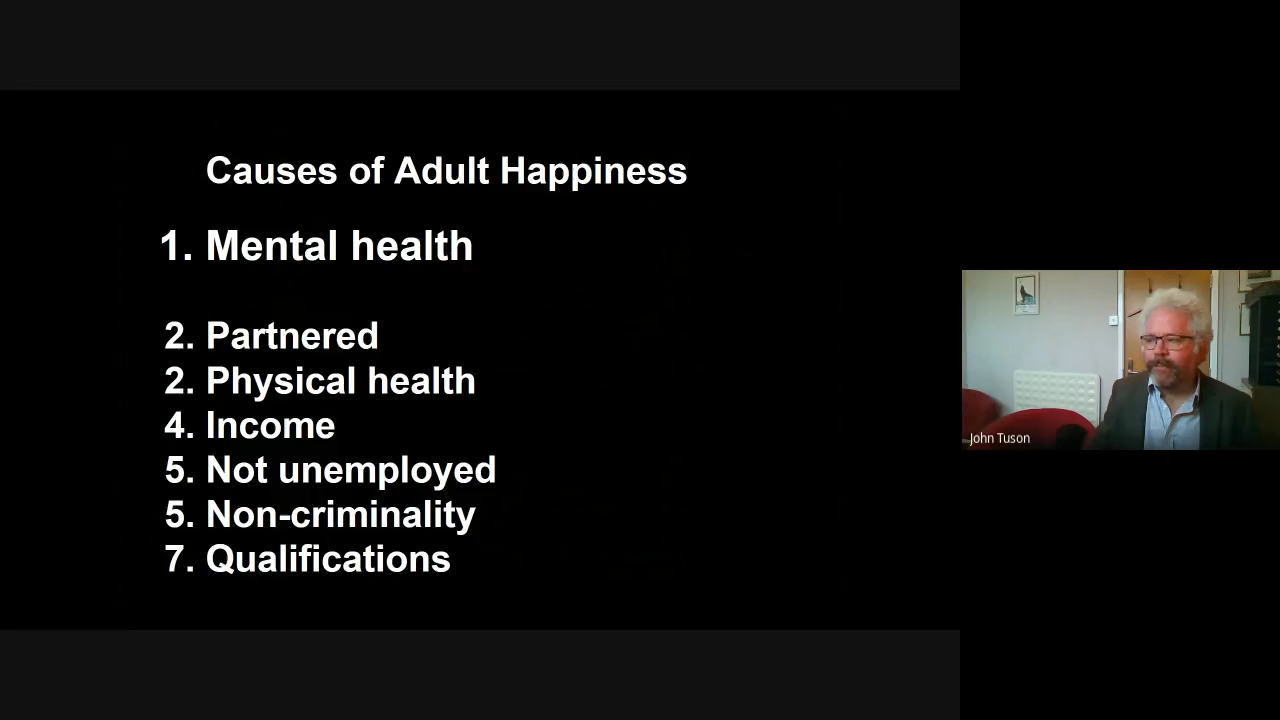 Causes of Adult Happiness
1. Mental health
2. Partnered
2. Physical health
4. Income
5. Not unemployed
5. Non-criminality
7. Qualifications
John Tuson